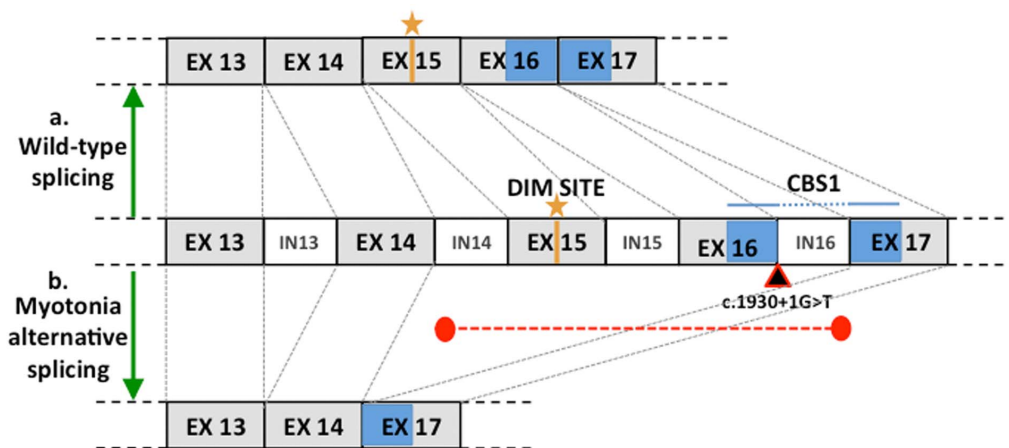 EX 13 EX 14 EX 15 EX 16 EX 17
a.
Wild-type
splicing
DIM SITE CBS1
EX 13 IN13 EX 14 IN14 EX 15 IN15 EX 16 IN16 EX 17
c.1930+1G>T
b.
Myotonia
alternative
splicing
EX 13 EX 14 EX 17